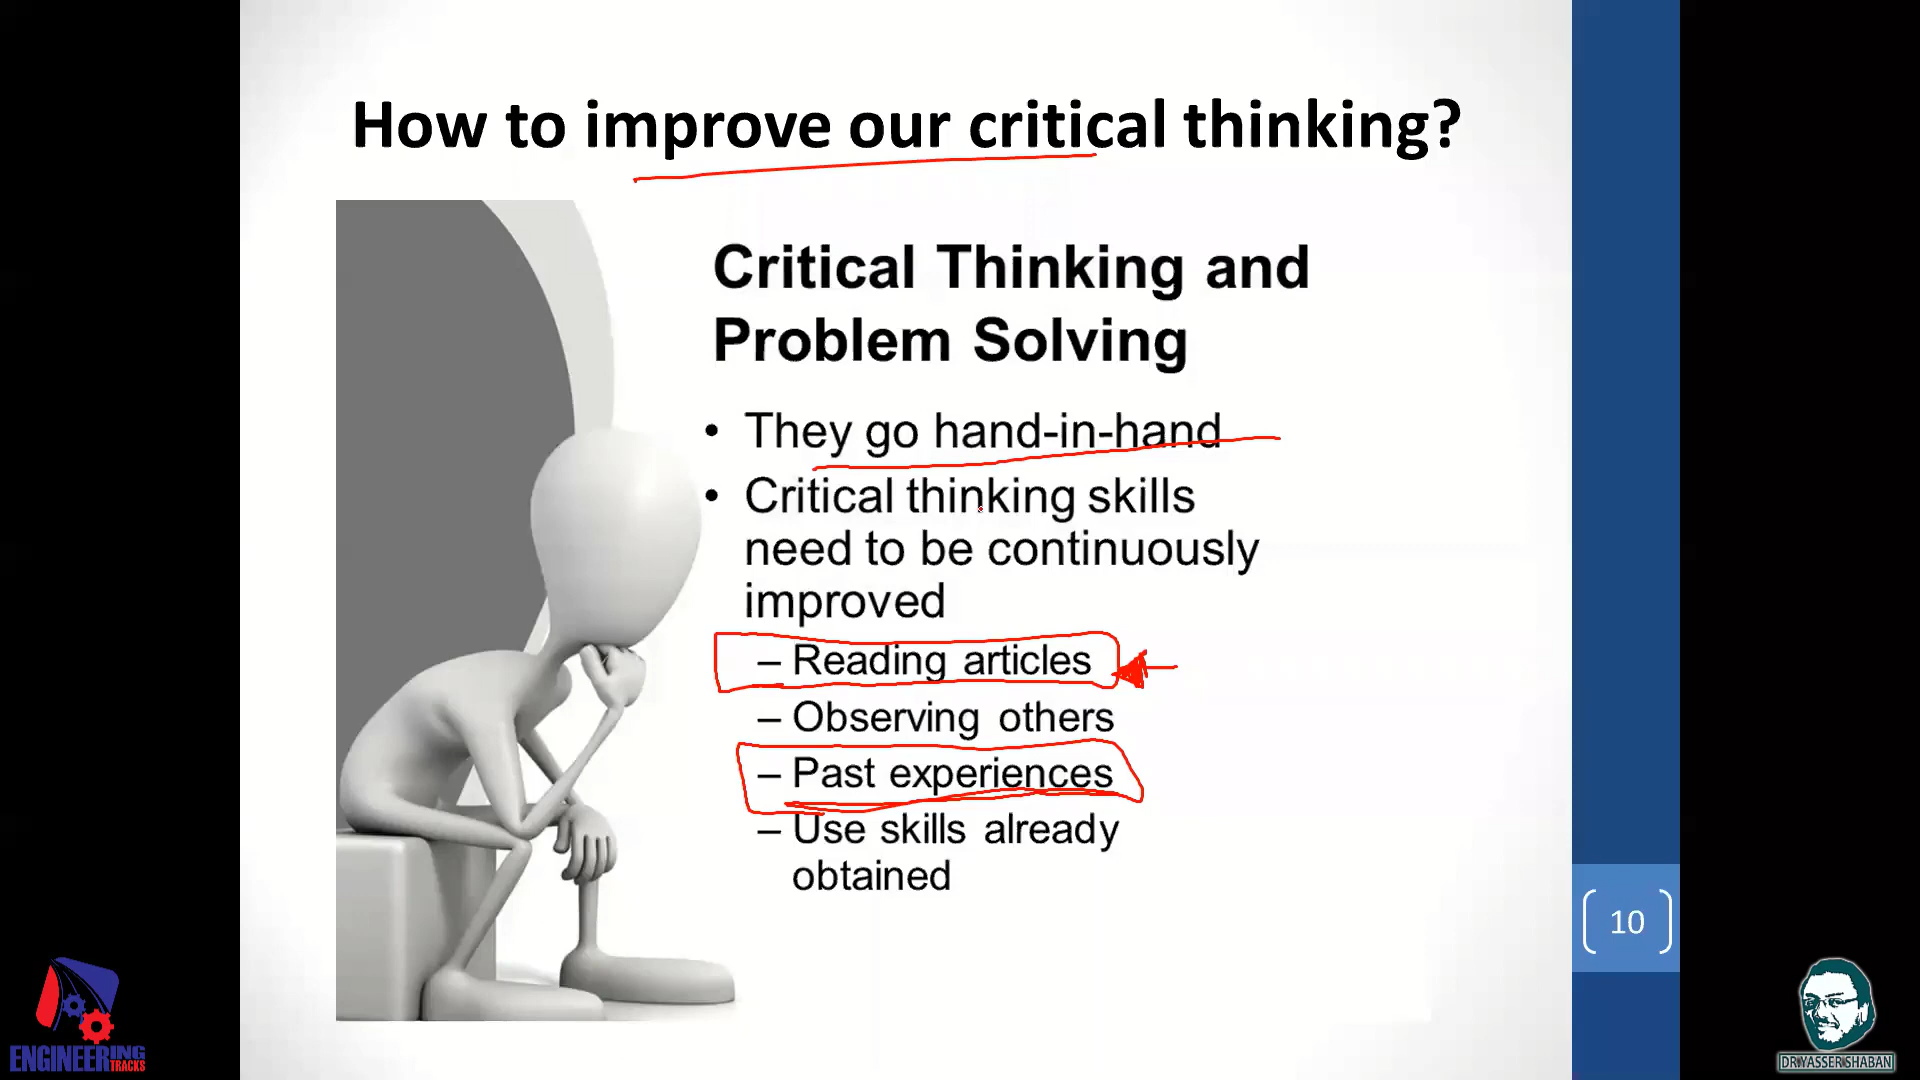 How to improve our critical thinking?
Critical Thinking and
Problem Solving
• They go hand-in-hand
• Critical thinking skills
need to be continuously
improved
– Reading articles
– Observing others
– Past experiences
– Use skills already
obtained
10
ENGINEERING
TRACKS
DR.YASSER SHABAN